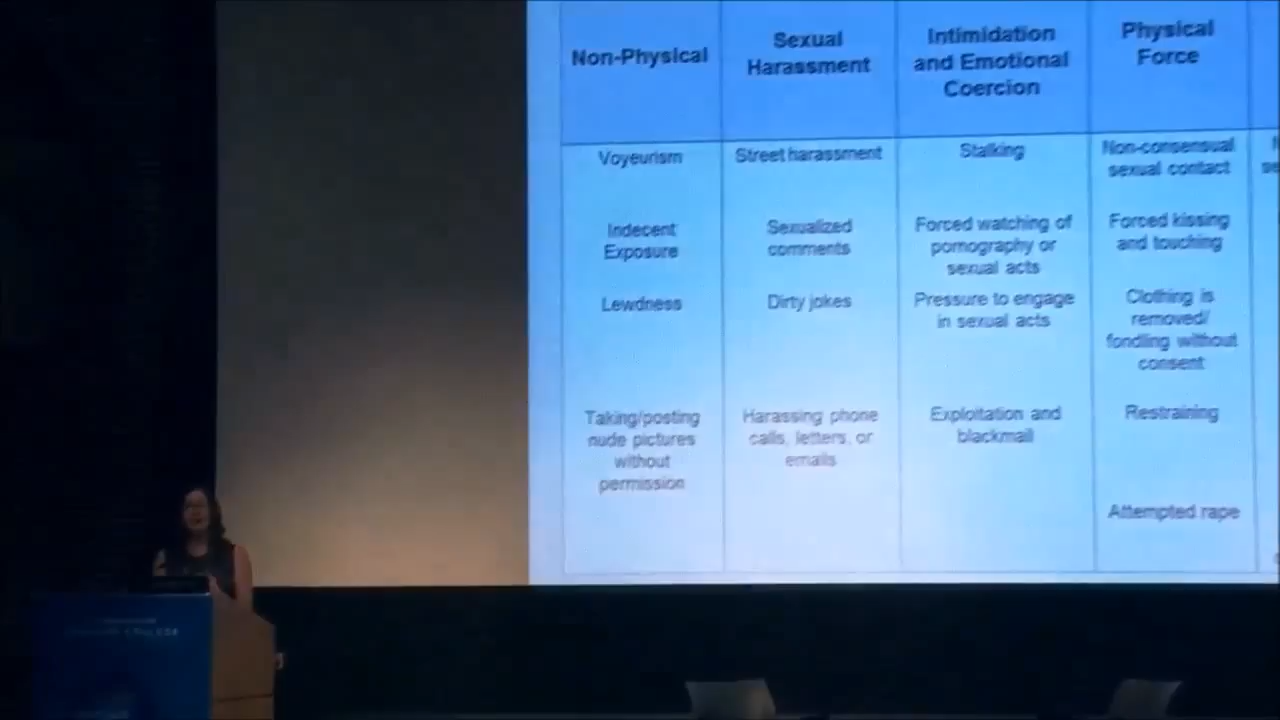 Non-Physical
Sexual
Harassment
Intimidation
and Emotional
Coercion
Physical
Force
Voyeurism
Street harassment
Stalking
Non-consensual
sexual contact
Indecent
Exposure
Sexualized
comments
Forced watching of
pornography or
sexual acts
Forced kissing
and touching
Lewdness
Dirty jokes
Pressure to engage
in sexual acts
Clothing is
removed/
fondling without
consent
Taking/posting
nude pictures
without
permission
Harassing phone
calls, letters, or
emails
Exploitation and
blackmail
Restraining
Attempted rape